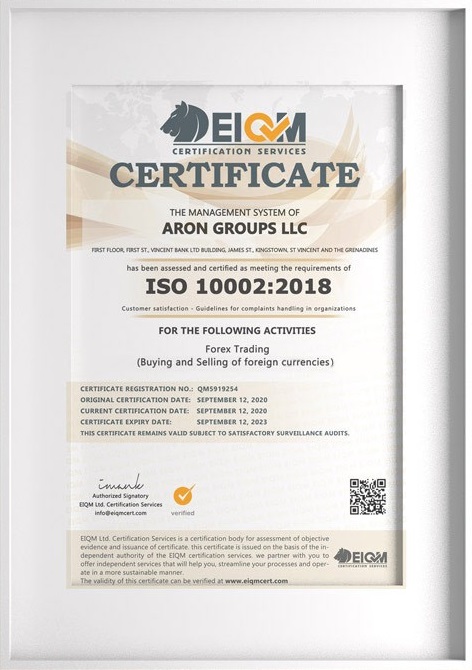 EIQM
CERTIFICATION SERVICES
CERTIFICATE
THE MANAGEMENT SYSTEM OF
ARON GROUPS LLC
FIRST FLOOR, FIRST ST., VINCENT BANK LTD BUILDING, JAMES ST., KINGSTOWN, ST VINCENT AND THE GRENADINES
has been assessed and certified as meeting the requirements of
ISO 10002:2018
Customer satisfaction - Guidelines for complaints handling in organizations
FOR THE FOLLOWING ACTIVITIES
Forex Trading
(Buying and Selling of foreign currencies)
CERTIFICATE REGISTRATION NO.: QM5919254
ORIGINAL CERTIFICATION DATE: SEPTEMBER 12, 2020
CURRENT CERTIFICATION DATE: SEPTEMBER 12, 2020
CERTIFICATE EXPIRY DATE: SEPTEMBER 12, 2023
THIS CERTIFICATE REMAINS VALID SUBJECT TO SATISFACTORY SURVEILLANCE AUDITS.
Authorized Signatory
EIQM Ltd. Certification Services
info@eiqmcert.com
verified
EIQM Ltd. Certification Services is a certification body for assessment of objective
evidence and issuance of certificate. this certificate is issued on the basis of the in-
dependent authority of the EIQM certification services. we partner with you to
offer independent services that will help you, streamline your processes and oper-
ate in a more sustainable manner.
The validity of this certificate can be verified at www.eiqmcert.com
EIQM
CERTIFICATION SERVICES